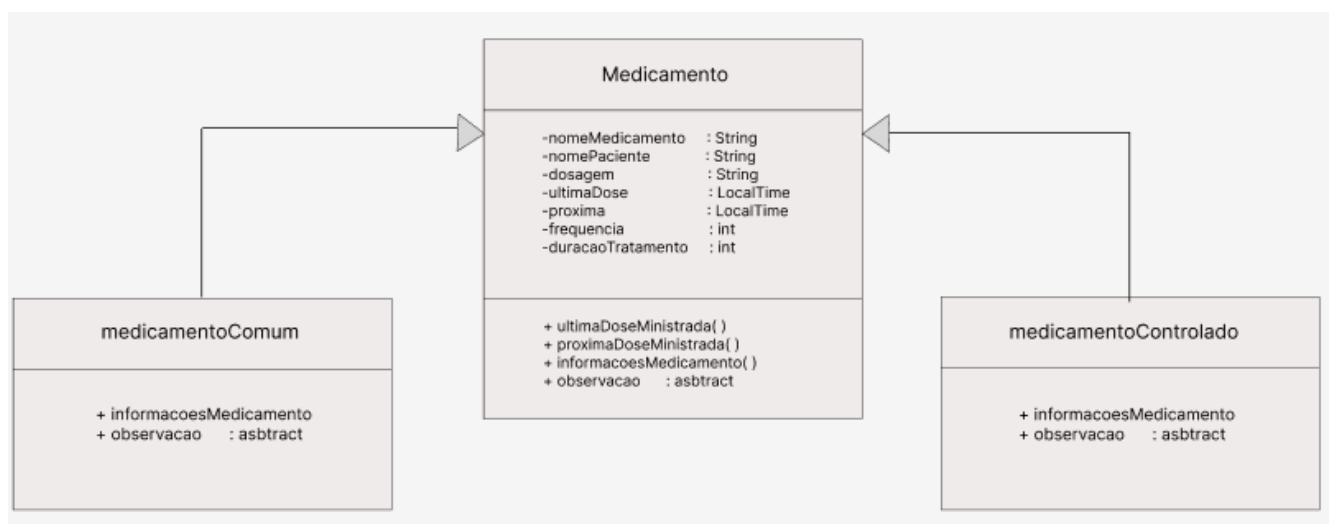 Medicamento
-nomeMedicamento : String
-nomePaciente : String
-dosagem : String
-ultimaDose : LocalTime
-proxima : LocalTime
-frequencia : int
-duracaoTratamento : int
+ ultimaDoseMinistrada( )
+ proximaDoseMinistrada( )
+ informacoesMedicamento( )
+ observacao : asbtract
medicamentoComum
+ informacoesMedicamento
+ observacao : asbtract
medicamentoControlado
+ informacoesMedicamento
+ observacao : asbtract